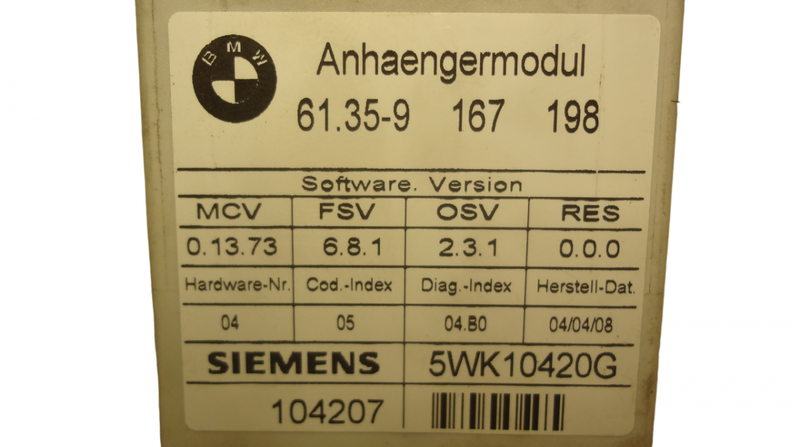 BMW
Anhaengermodul
61.35-9 167 198
Software. Version
MCV FSV OSV RES
0.13.73 6.8.1 2.3.1 0.0.0
Hardware-Nr. Cod.-Index Diag.-Index Herstell-Dat.
04 05 04.B0 04/04/08
SIEMENS 5WK10420G
104207